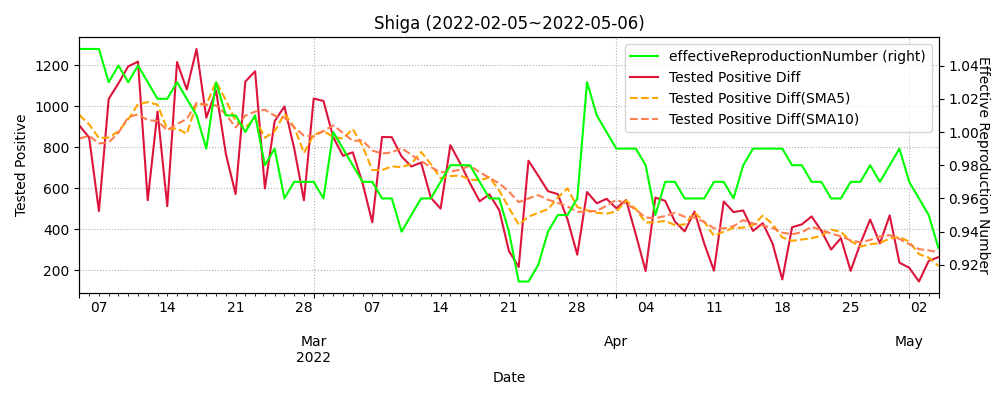 Shiga (2022-02-05~2022-05-06)
effectiveReproductionNumber (right)
Tested Positive Diff
Tested Positive Diff(SMA5)
Tested Positive Diff(SMA10)
Tested Positive
1200
1000
800
600
400
200
1.04
1.02
1.00
0.98
0.96
0.94
0.92
Effective Reproduction Number
07 14 21 28 07 14 21 28 04 11 18 25 02
Mar Apr May
2022
Date